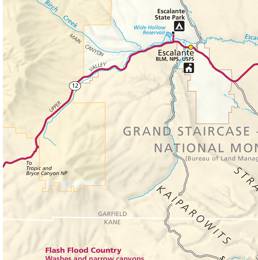 Escalante
State Park
Birch Creek
Wide Hollow
Reservoir
MAIN CANYON
Escalante
BLM, NPS, USFS
UPPER VALLEY
12
GRAND STAIRCASE -
NATIONAL MON
(Bureau of Land Manag
STRA
To
Tropic and
Bryce Canyon NP
KAIPAROWITS
GARFIELD
KANE
Flash Flood Country
Washes and narrow canyons